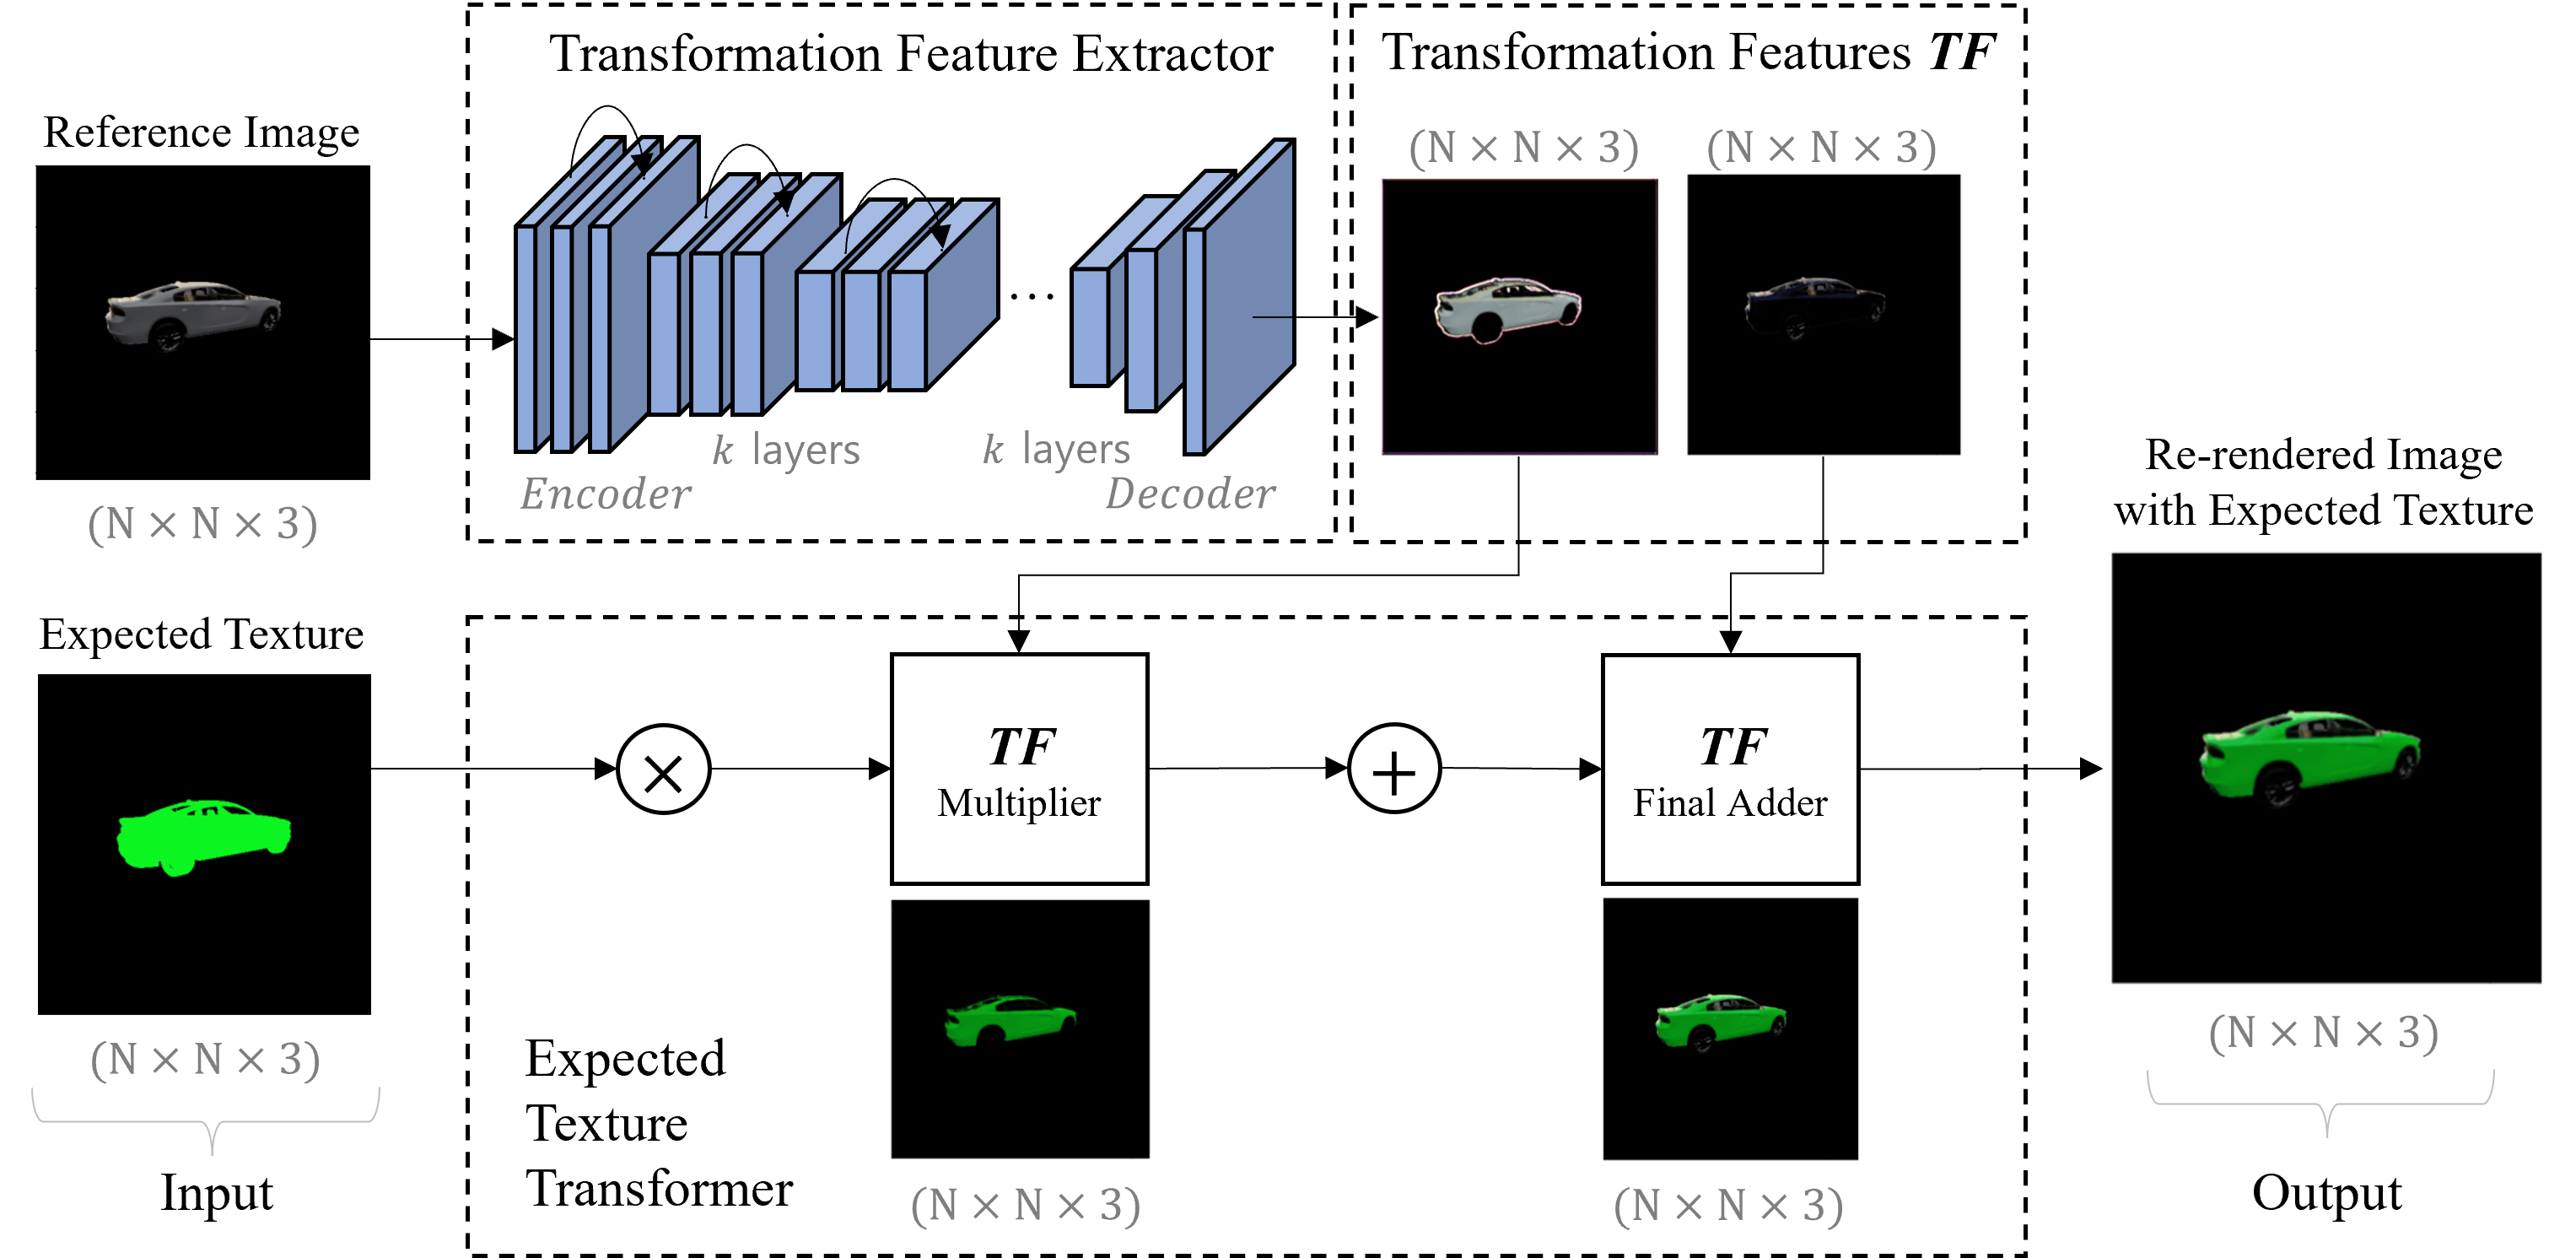 Transformation Feature Extractor
Transformation Features TF
Reference Image
(N × N × 3)
(N × N × 3)
...
k layers
k layers
Encoder
Decoder
(N × N × 3)
Re-rendered Image
with Expected Texture
Expected Texture
×
TF
Multiplier
+
TF
Final Adder
(N × N × 3)
(N × N × 3)
Expected
Texture
Transformer
(N × N × 3)
(N × N × 3)
Input
Output